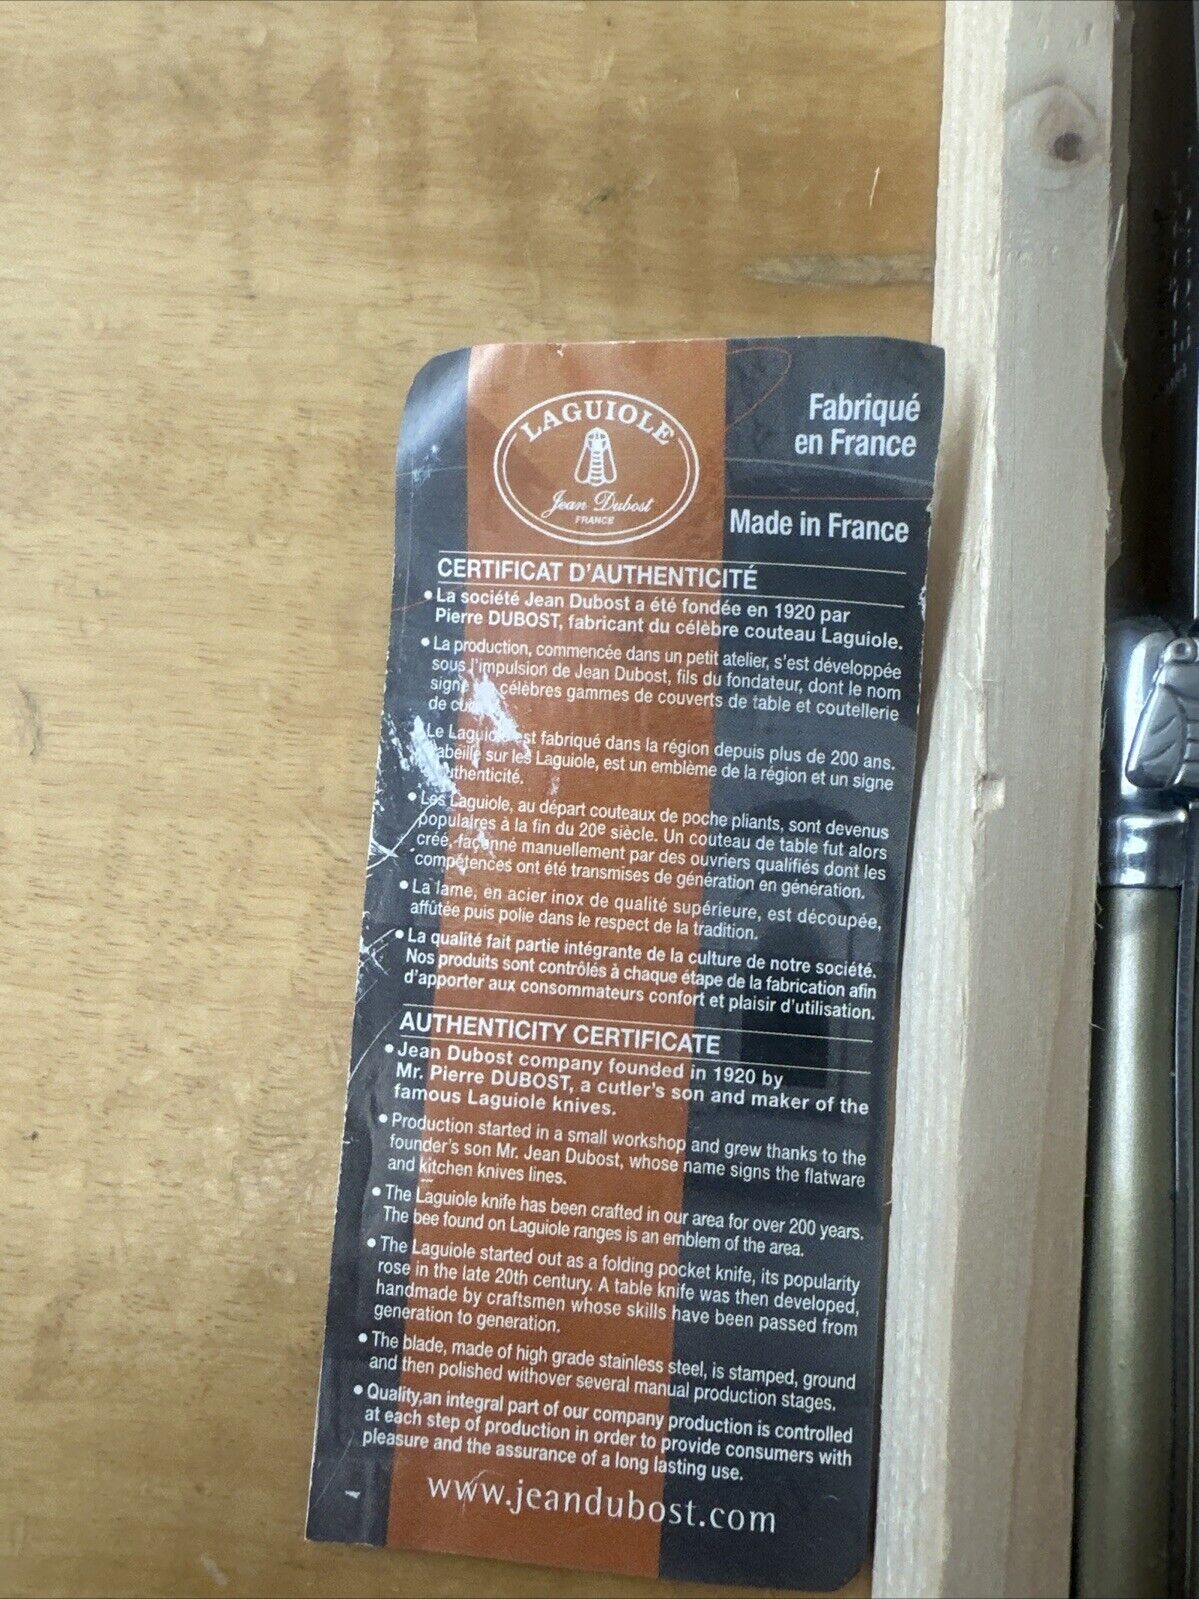 LAGUIOLE
Jean Dubost
FRANCE
Fabriqué
en France
Made in France
CERTIFICAT D'AUTHENTICITÉ
• La société Jean Dubost a été fondée en 1920 par
Pierre DUBOST, fabricant du célèbre couteau Laguiole.
• La production, commencée dans un petit atelier, s'est développée
sous l'impulsion de Jean Dubost, fils du fondateur, dont le nom
signe célèbres gammes de couverts de table et coutellerie
de
Le est fabriqué dans la région depuis plus de 200 ans.
sur les Laguiole, est un emblème de la région et un signe
• Les Laguiole, au départ couteaux de poche pliants, sont devenus
populaires à la fin du 20e siècle. Un couteau de table fut alors
créé, façonné manuellement par des ouvriers qualifiés dont les
compétences ont été transmises de génération en génération.
• La lame, en acier inox de qualité supérieure, est découpée,
affûtée puis polie dans le respect de la tradition.
• La qualité fait partie intégrante de la culture de notre société.
Nos produits sont contrôlés à chaque étape de la fabrication afin
d'apporter aux consommateurs confort et plaisir d'utilisation.
AUTHENTICITY CERTIFICATE
• Jean Dubost company founded in 1920 by
Mr. Pierre DUBOST, a cutler's son and maker of the
famous Laguiole knives.
• Production started in a small workshop and grew thanks to the
founder's son Mr. Jean Dubost, whose name signs the flatware
and kitchen knives lines.
• The Laguiole knife has been crafted in our area for over 200 years.
The bee found on Laguiole ranges is an emblem of the area.
• The Laguiole started out as a folding pocket knife, its popularity
rose in the late 20th century. A table knife was then developed,
handmade by craftsmen whose skills have been passed from
generation to generation.
• The blade, made of high grade stainless steel, is stamped, ground
and then polished withover several manual production stages.
• Quality,an integral part of our company production is controlled
at each step of production in order to provide consumers with
pleasure and the assurance of a long lasting use.
www.jeandubost.com